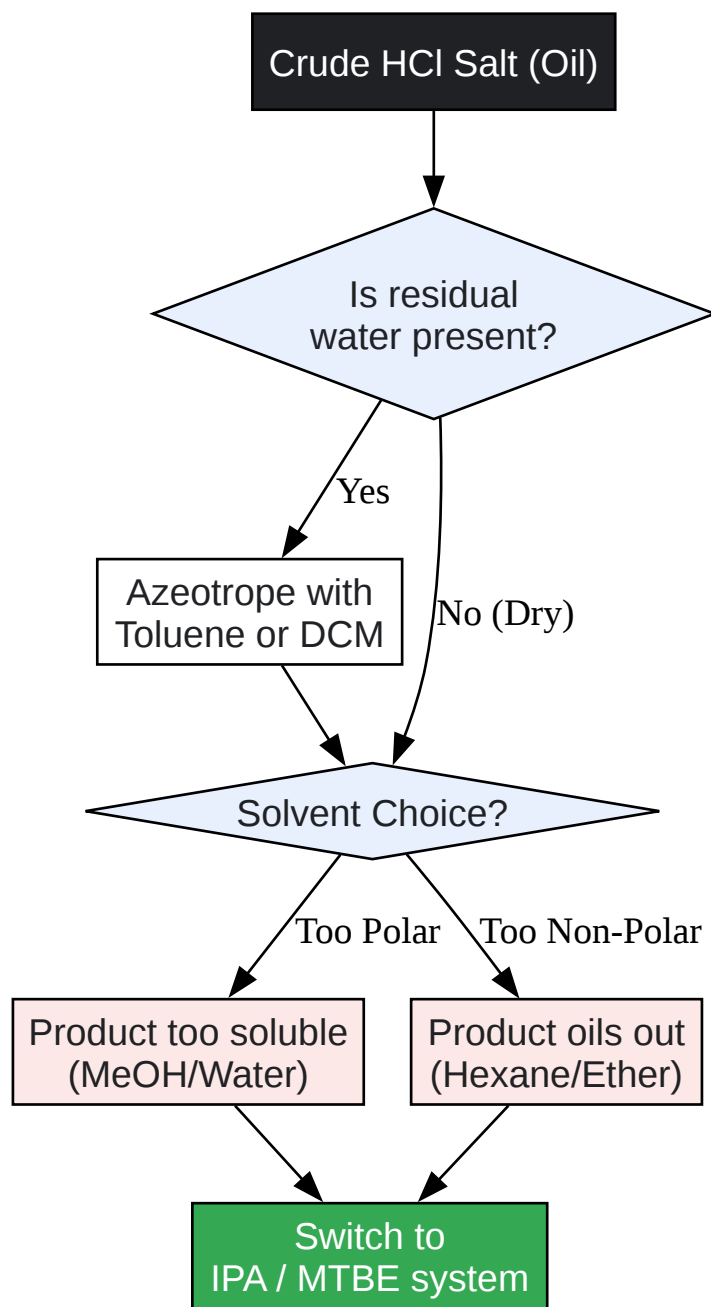 Crude HCl Salt (Oil)
Is residual
water present?
Yes
Azeotrope with
Toluene or DCM
No (Dry)
Solvent Choice?
Too Polar
Too Non-Polar
Product too soluble
(MeOH/Water)
Product oils out
(Hexane/Ether)
Switch to
IPA / MTBE system